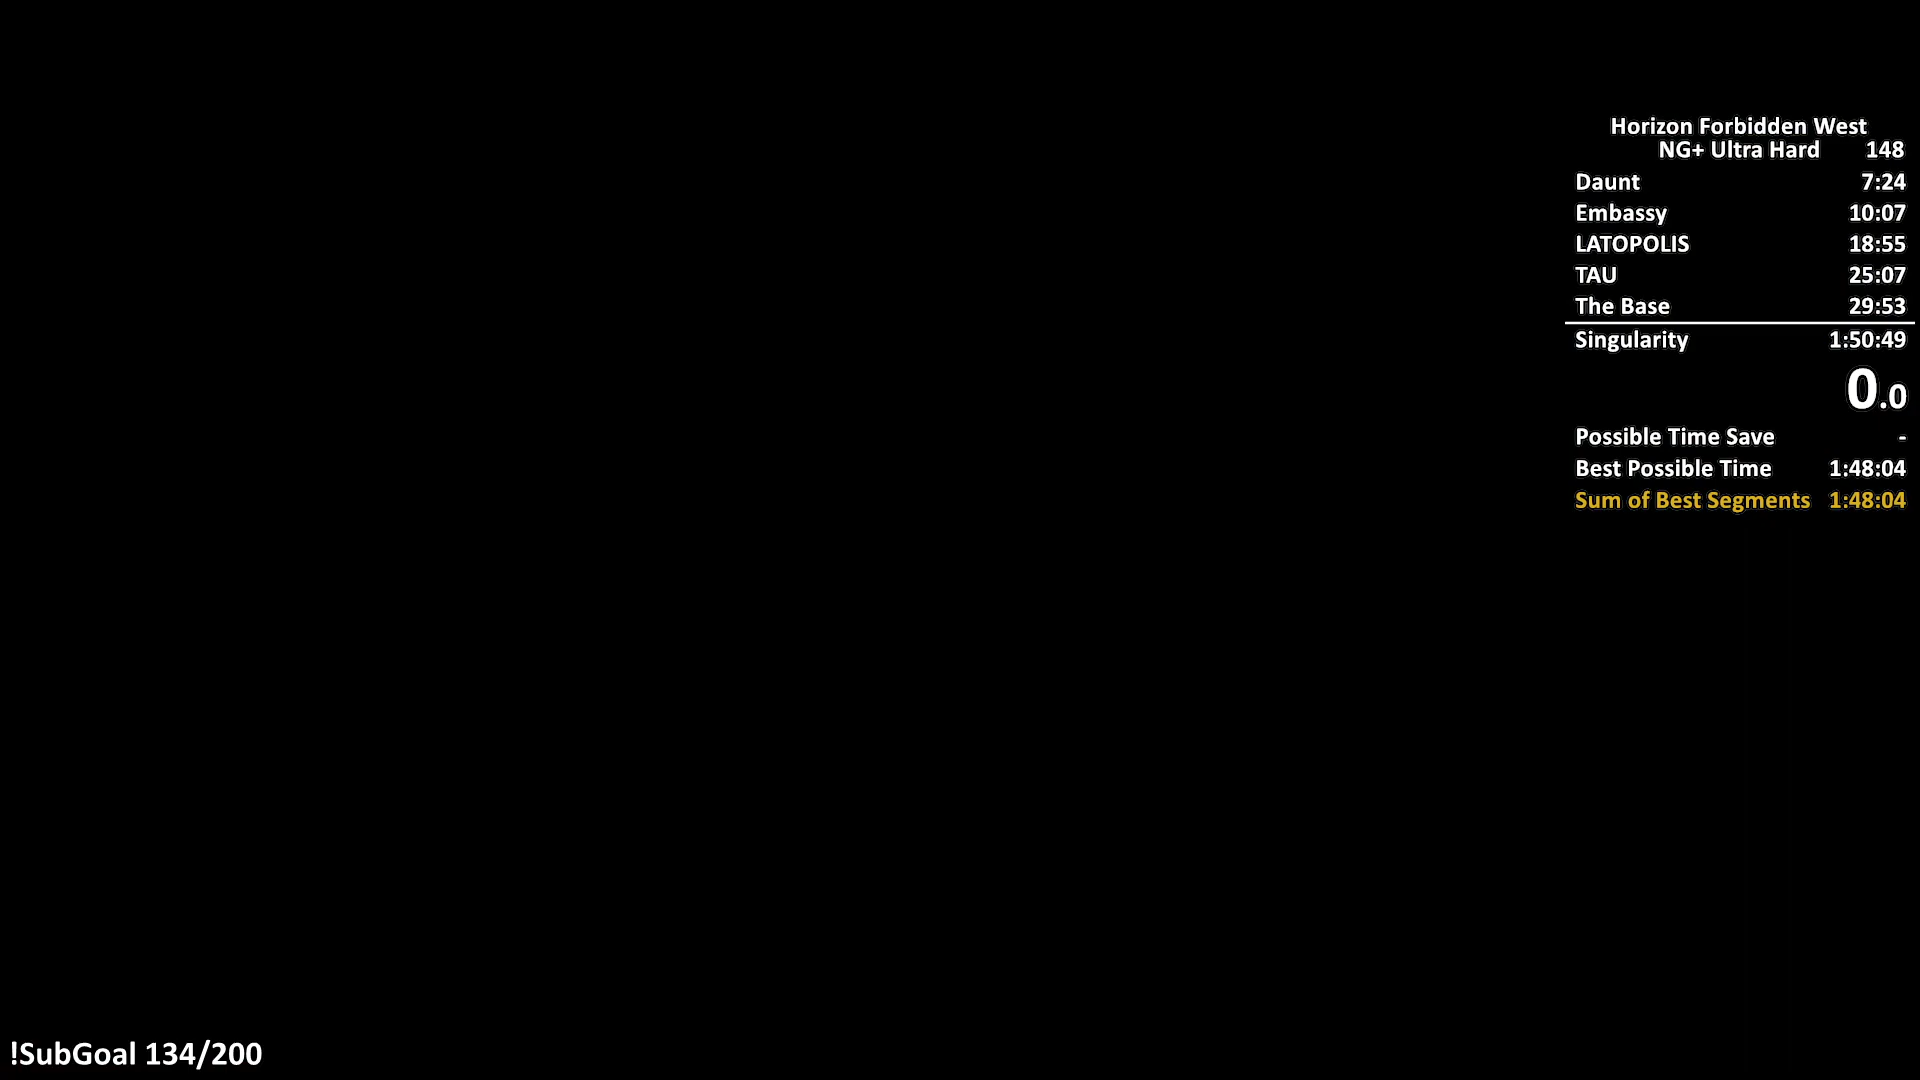 Horizon Forbidden West
NG+ Ultra Hard 148
Daunt 7:24
Embassy 10:07
LATOPOLIS 18:55
TAU 25:07
The Base 29:53
Singularity 1:50:49
0.0
Possible Time Save -
Best Possible Time 1:48:04
Sum of Best Segments 1:48:04
!SubGoal 134/200